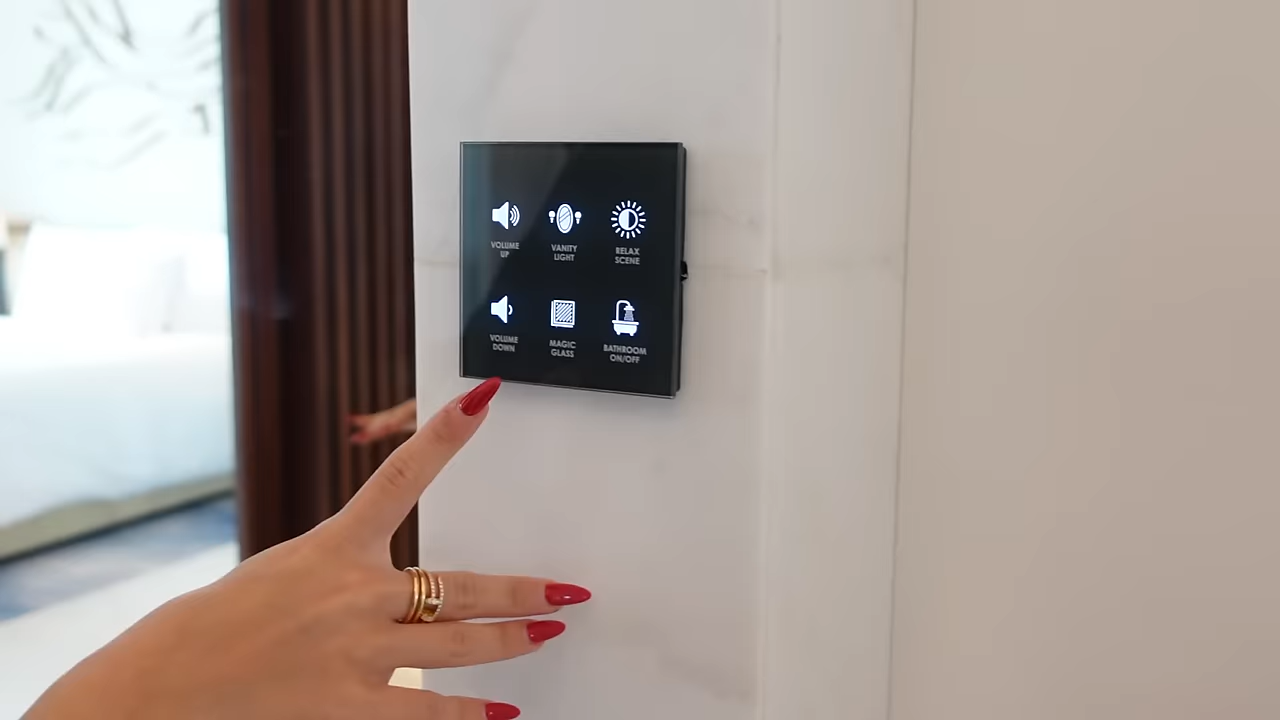 VOLUME
UP
VANITY
LIGHT
RELAX
SCENE
VOLUME
DOWN
MAGIC
GLASS
BATHROOM
ON/OFF